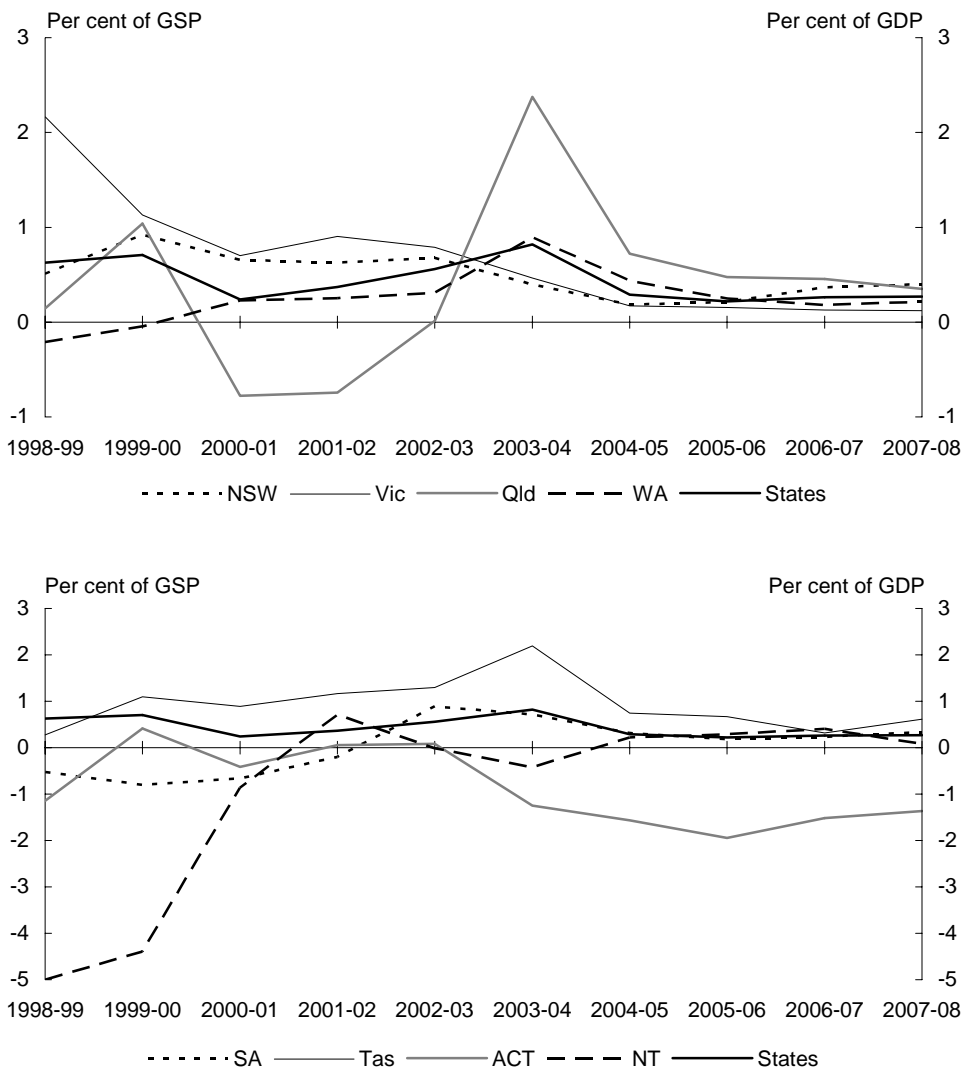 Per cent of GSP Per cent of GDP
3 3
2 2
1 1
0 0
-1 -1
1998-99 1999-00 2000-01 2001-02 2002-03 2003-04 2004-05 2005-06 2006-07 2007-08
NSW Vic Qld WA States
Per cent of GSP Per cent of GDP
3 3
2 2
1 1
0 0
-1 -1
-2 -2
-3 -3
-4 -4
-5 -5
1998-99 1999-00 2000-01 2001-02 2002-03 2003-04 2004-05 2005-06 2006-07 2007-08
SA Tas ACT NT States